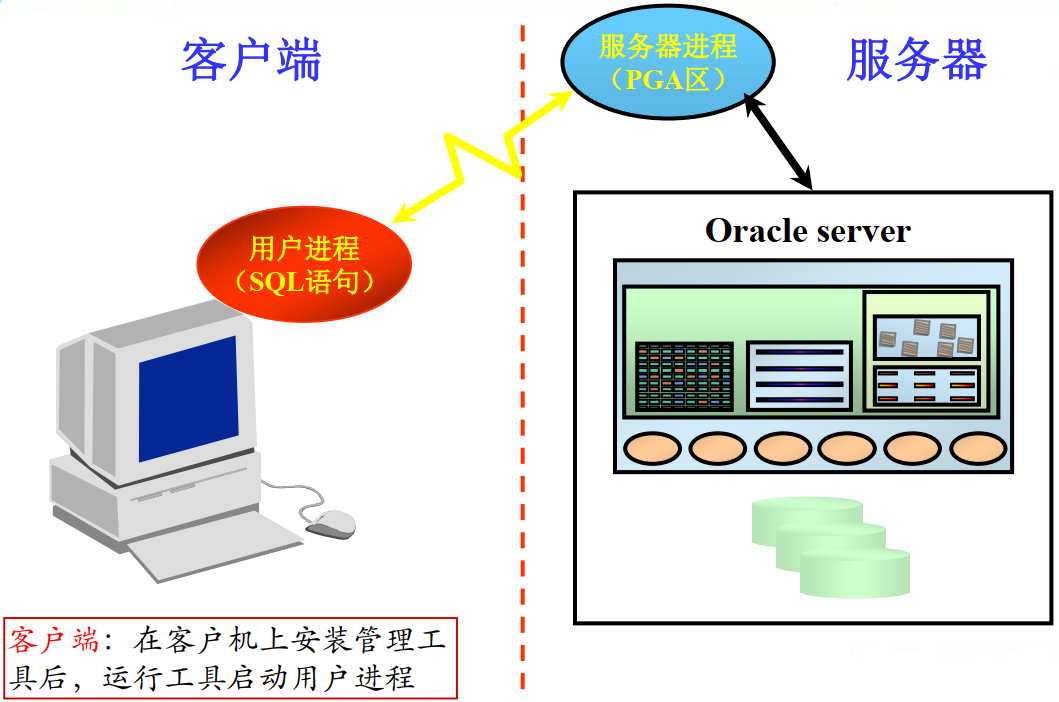 客户端
服务器进程
（PGA区）
服务器
用户进程
（SQL语句）
Oracle server
客户端：在客户机上安装管理工
具后，运行工具启动用户进程